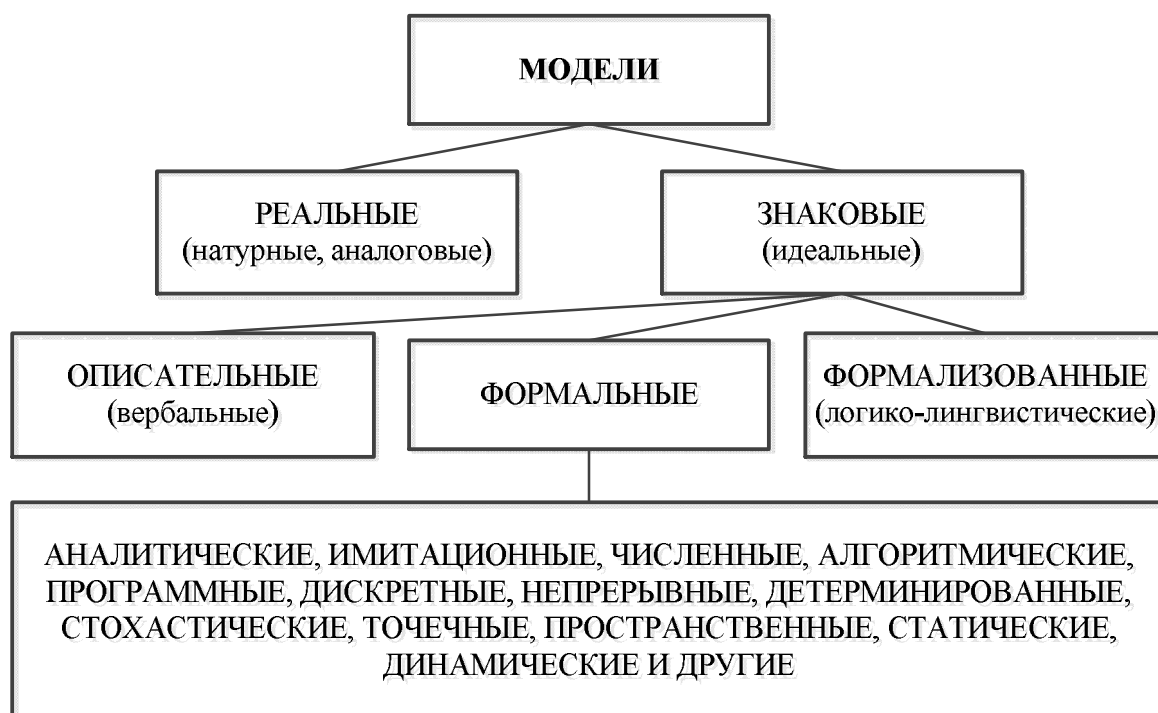 МОДЕЛИ
РЕАЛЬНЫЕ
(натурные, аналоговые)
ЗНАКОВЫЕ
(идеальные)
ОПИСАТЕЛЬНЫЕ
(вербальные)
ФОРМАЛЬНЫЕ
ФОРМАЛИЗОВАННЫЕ
(логико-лингвистические)
АНАЛИТИЧЕСКИЕ, ИМИТАЦИОННЫЕ, ЧИСЛЕННЫЕ, АЛГОРИТМИЧЕСКИЕ,
ПРОГРАММНЫЕ, ДИСКРЕТНЫЕ, НЕПРЕРЫВНЫЕ, ДЕТЕРМИНИРОВАННЫЕ,
СТОХАСТИЧЕСКИЕ, ТОЧЕЧНЫЕ, ПРОСТРАНСТВЕННЫЕ, СТАТИЧЕСКИЕ,
ДИНАМИЧЕСКИЕ И ДРУГИЕ